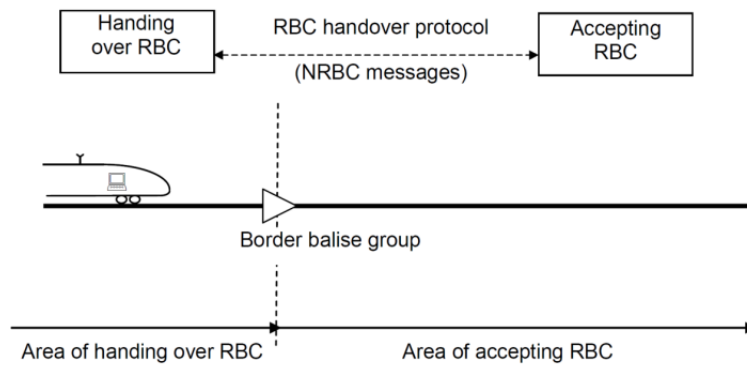 Handing
over RBC
RBC handover protocol
(NRBC messages)
Accepting
RBC
Border balise group
Area of handing over RBC
Area of accepting RBC